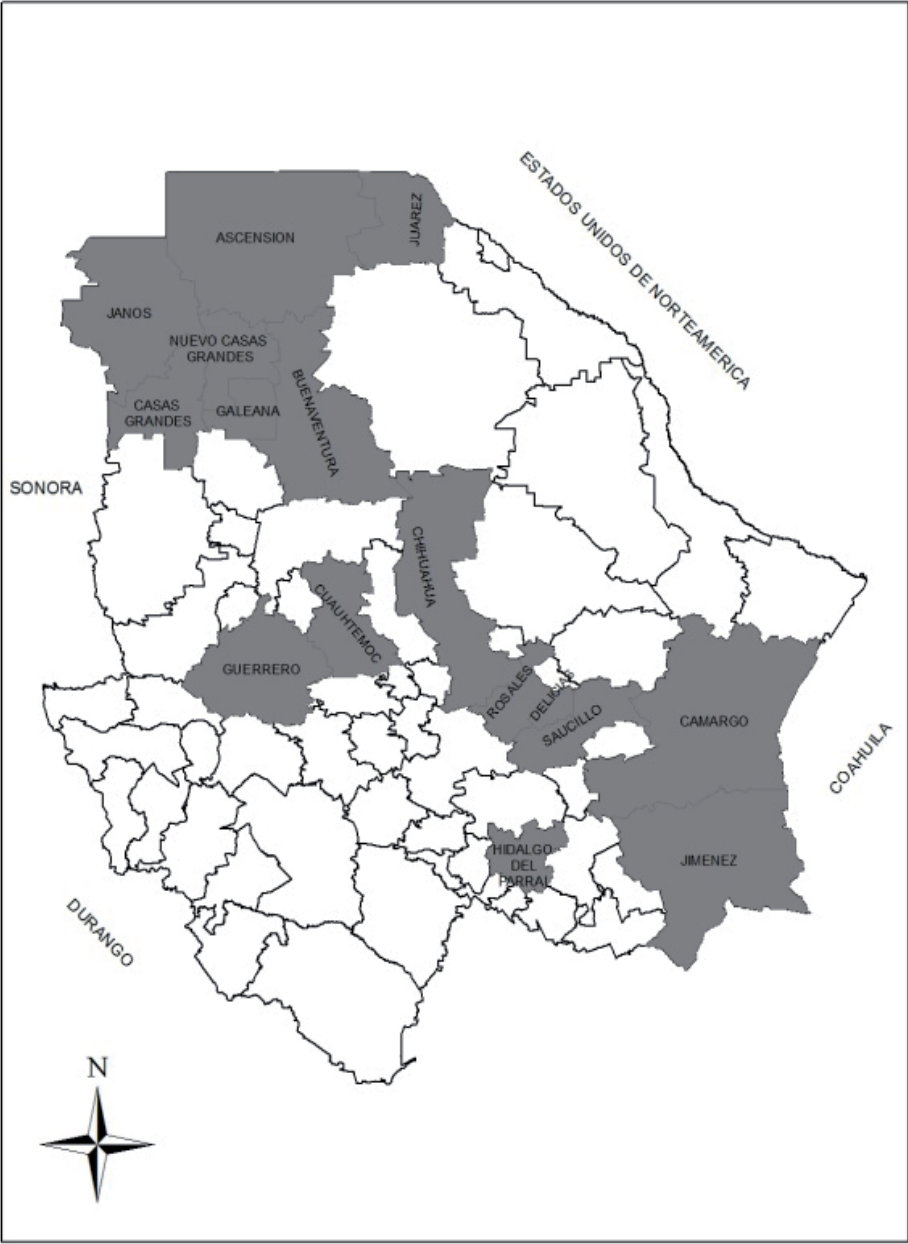 ESTADOS UNIDOS DE NORTEAMERICA
JUAREZ
ASCENSION
JANOS
NUEVO CASAS
GRANDES
BUENAVENTURA
CASAS
GRANDES
GALEANA
SONORA
CHIHUAHUA
CUAUHTEMOC
GUERRERO
ROSALES
DELICIAS
SAUCILLO
CAMARGO
COAHUILA
HIDALGO
DEL
PARRAL
JIMENEZ
DURANGO
N